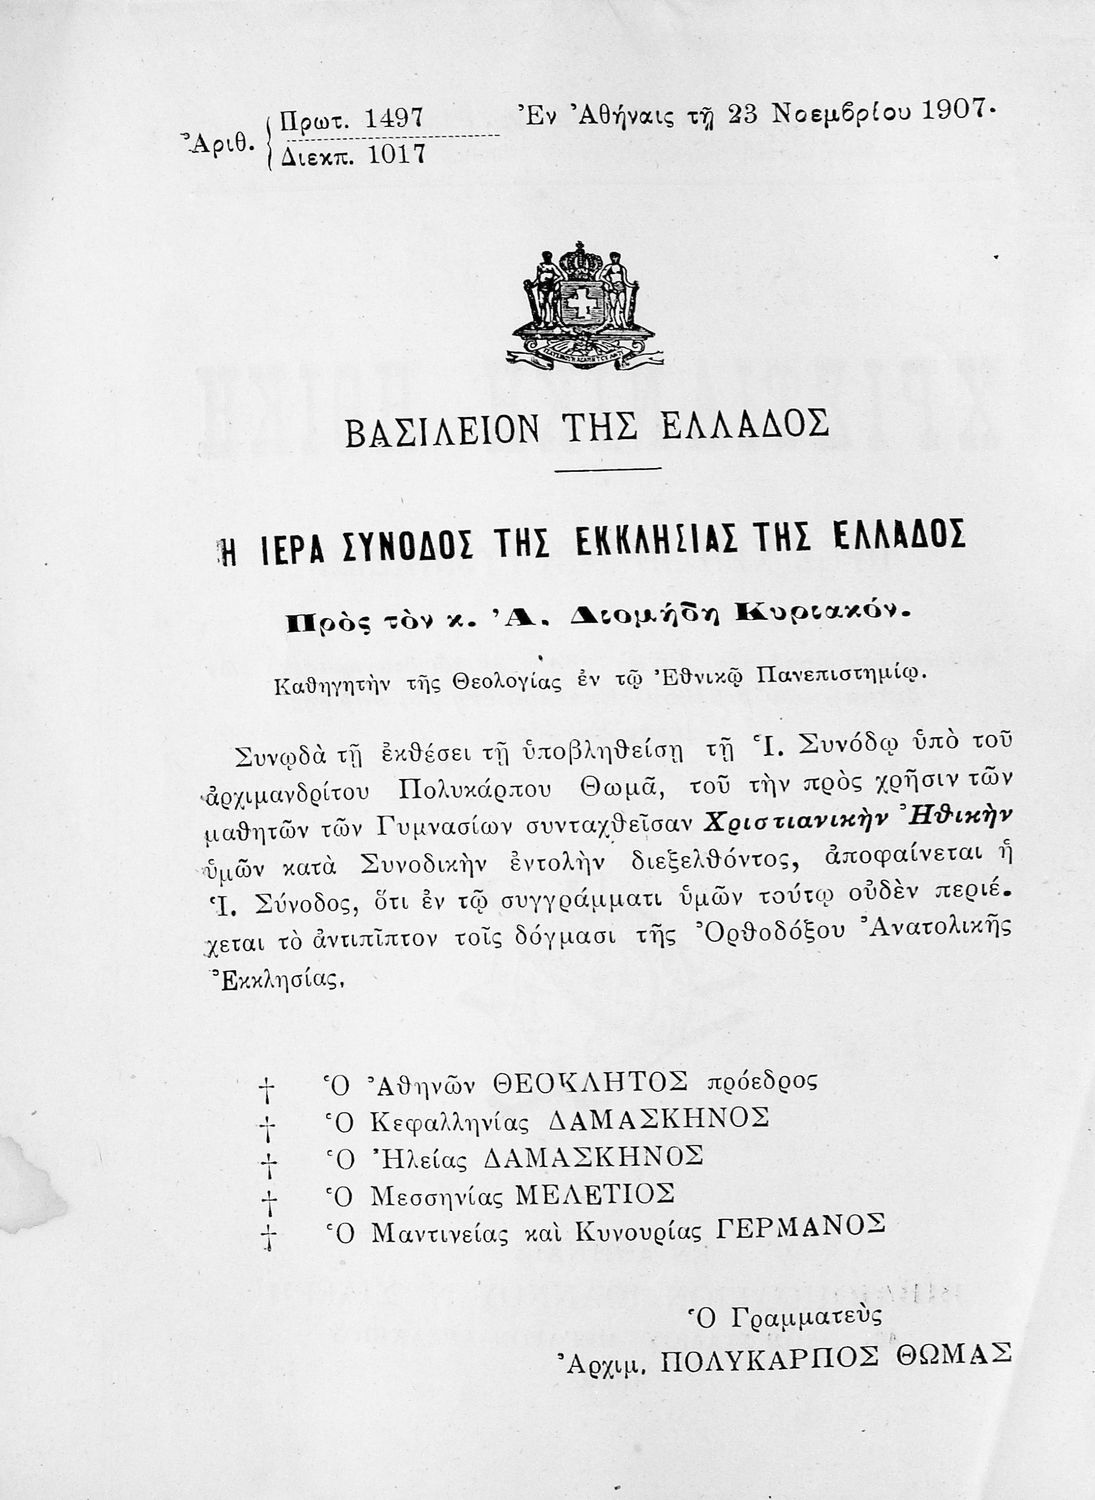 Ἀριθ. { Πρωτ. 1497
Διεκπ. 1017
Ἐν Ἀθήναις τῇ 23 Νοεμβρίου 1907.
ΒΑΣΙΛΕΙΟΝ ΤΗΣ ΕΛΛΑΔΟΣ
Η ΙΕΡΑ ΣΥΝΟΔΟΣ ΤΗΣ ΕΚΚΛΗΣΙΑΣ ΤΗΣ ΕΛΛΑΔΟΣ
Πρὸς τὸν κ. Ἀ. Διομήδη Κυριακόν.
Καθηγητὴν τῆς Θεολογίας ἐν τῷ Ἐθνικῷ Πανεπιστημίῳ.
Συνῳδὰ τῇ ἐκθέσει τῇ ὑποβληθείσῃ τῇ Ἱ. Συνόδῳ ὑπὸ τοῦ
ἀρχιμανδρίτου Πολυκάρπου Θωμᾶ, τοῦ τὴν πρὸς χρῆσιν τῶν
μαθητῶν τῶν Γυμνασίων συνταχθεῖσαν Χριστιανικὴν Ἠθικὴν
ὑμῶν κατὰ Συνοδικὴν ἐντολὴν διεξελθόντος, ἀποφαίνεται ἡ
Ἱ. Σύνοδος, ὅτι ἐν τῷ συγγράμματι ὑμῶν τούτῳ οὐδὲν περιέ.
χεται τὸ ἀντιπῖπτον τοῖς δόγμασι τῆς Ὀρθοδόξου Ἀνατολικῆς
Ἐκκλησίας.
† Ὁ Ἀθηνῶν ΘΕΟΚΛΗΤΟΣ πρόεδρος
† Ὁ Κεφαλληνίας ΔΑΜΑΣΚΗΝΟΣ
† Ὁ Ἠλείας ΔΑΜΑΣΚΗΝΟΣ
† Ὁ Μεσσηνίας ΜΕΛΕΤΙΟΣ
† Ὁ Μαντινείας καὶ Κυνουρίας ΓΕΡΜΑΝΟΣ
Ὁ Γραμματεὺς
Ἀρχιμ. ΠΟΛΥΚΑΡΠΟΣ ΘΩΜΑΣ